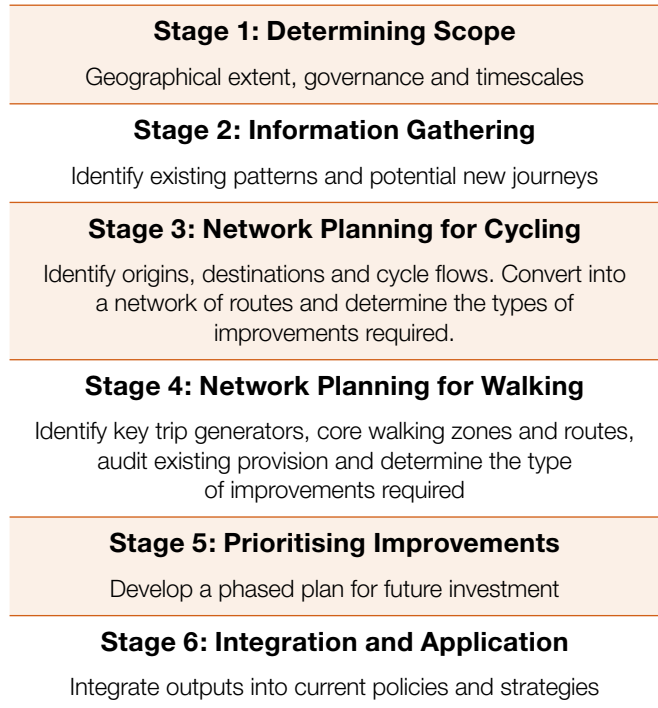 Stage 1: Determining Scope
Geographical extent, governance and timescales
Stage 2: Information Gathering
Identify existing patterns and potential new journeys
Stage 3: Network Planning for Cycling
Identify origins, destinations and cycle flows. Convert into
a network of routes and determine the types of
improvements required.
Stage 4: Network Planning for Walking
Identify key trip generators, core walking zones and routes,
audit existing provision and determine the type
of improvements required
Stage 5: Prioritising Improvements
Develop a phased plan for future investment
Stage 6: Integration and Application
Integrate outputs into current policies and strategies